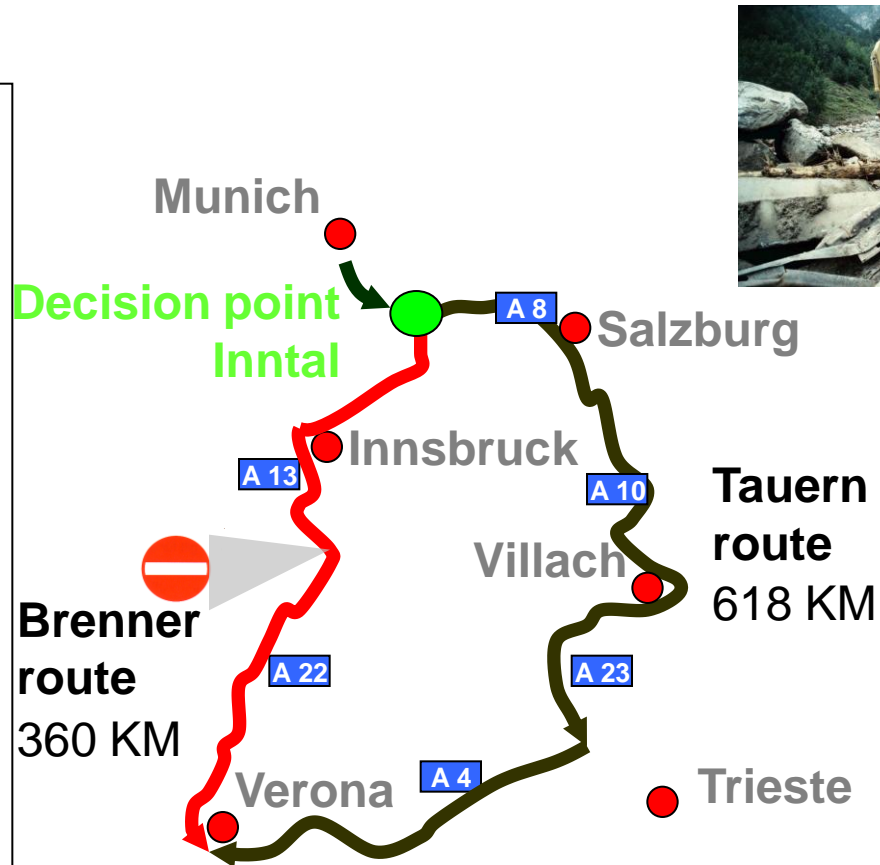 Munich
Decision point
Inntal
A 8
Salzburg
Innsbruck
A 13
A 10
Tauern
route
618 KM
Villach
Brenner
route
360 KM
A 22
A 23
Verona
A 4
Trieste